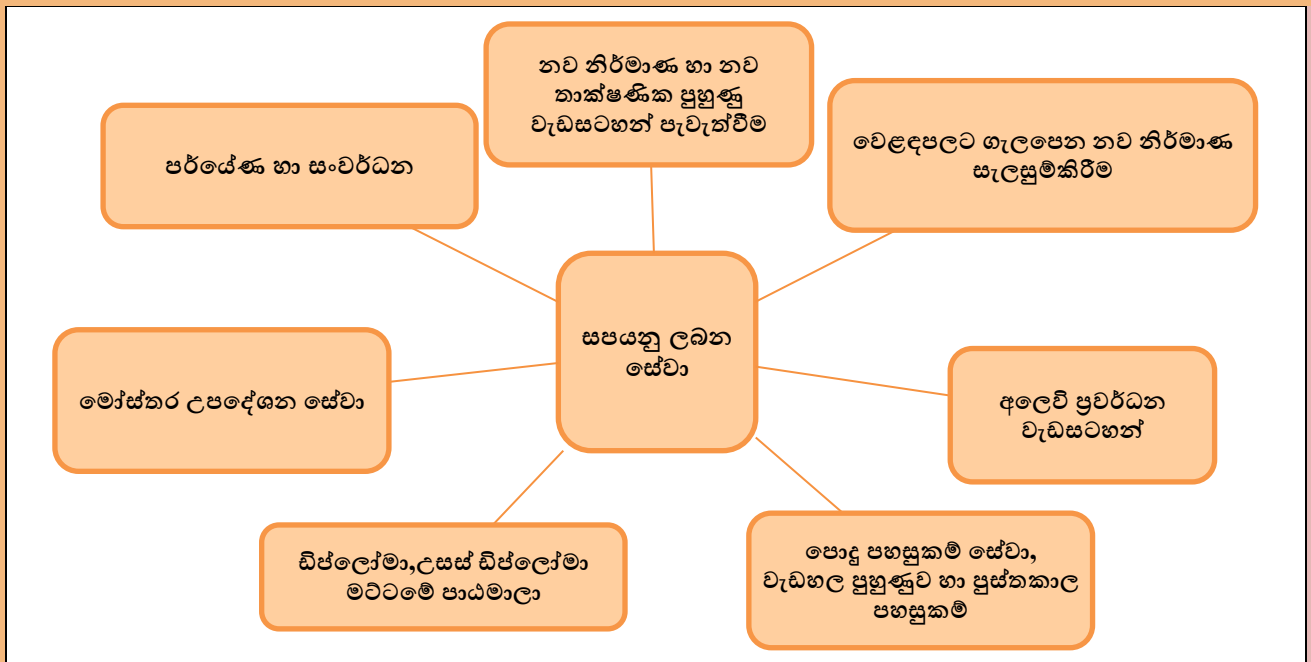 නව නිර්මාණ හා නව
තාක්ෂණික පුහුණු
වැඩසටහන් පැවැත්වීම
පර්යේණ හා සංවර්ධන
වෙළඳපලට ගැලපෙන නව නිර්මාණ
සැලසුම්කිරීම
සපයනු ලබන
සේවා
මෝස්තර උපදේශන සේවා
අලෙවි ප්‍රවර්ධන
වැඩසටහන්
ඩිප්ලෝමා,උසස් ඩිප්ලෝමා
මට්ටමේ පාඨමාලා
පොදු පහසුකම් සේවා,
වැඩහල පුහුණුව හා පුස්තකාල
පහසුකම්